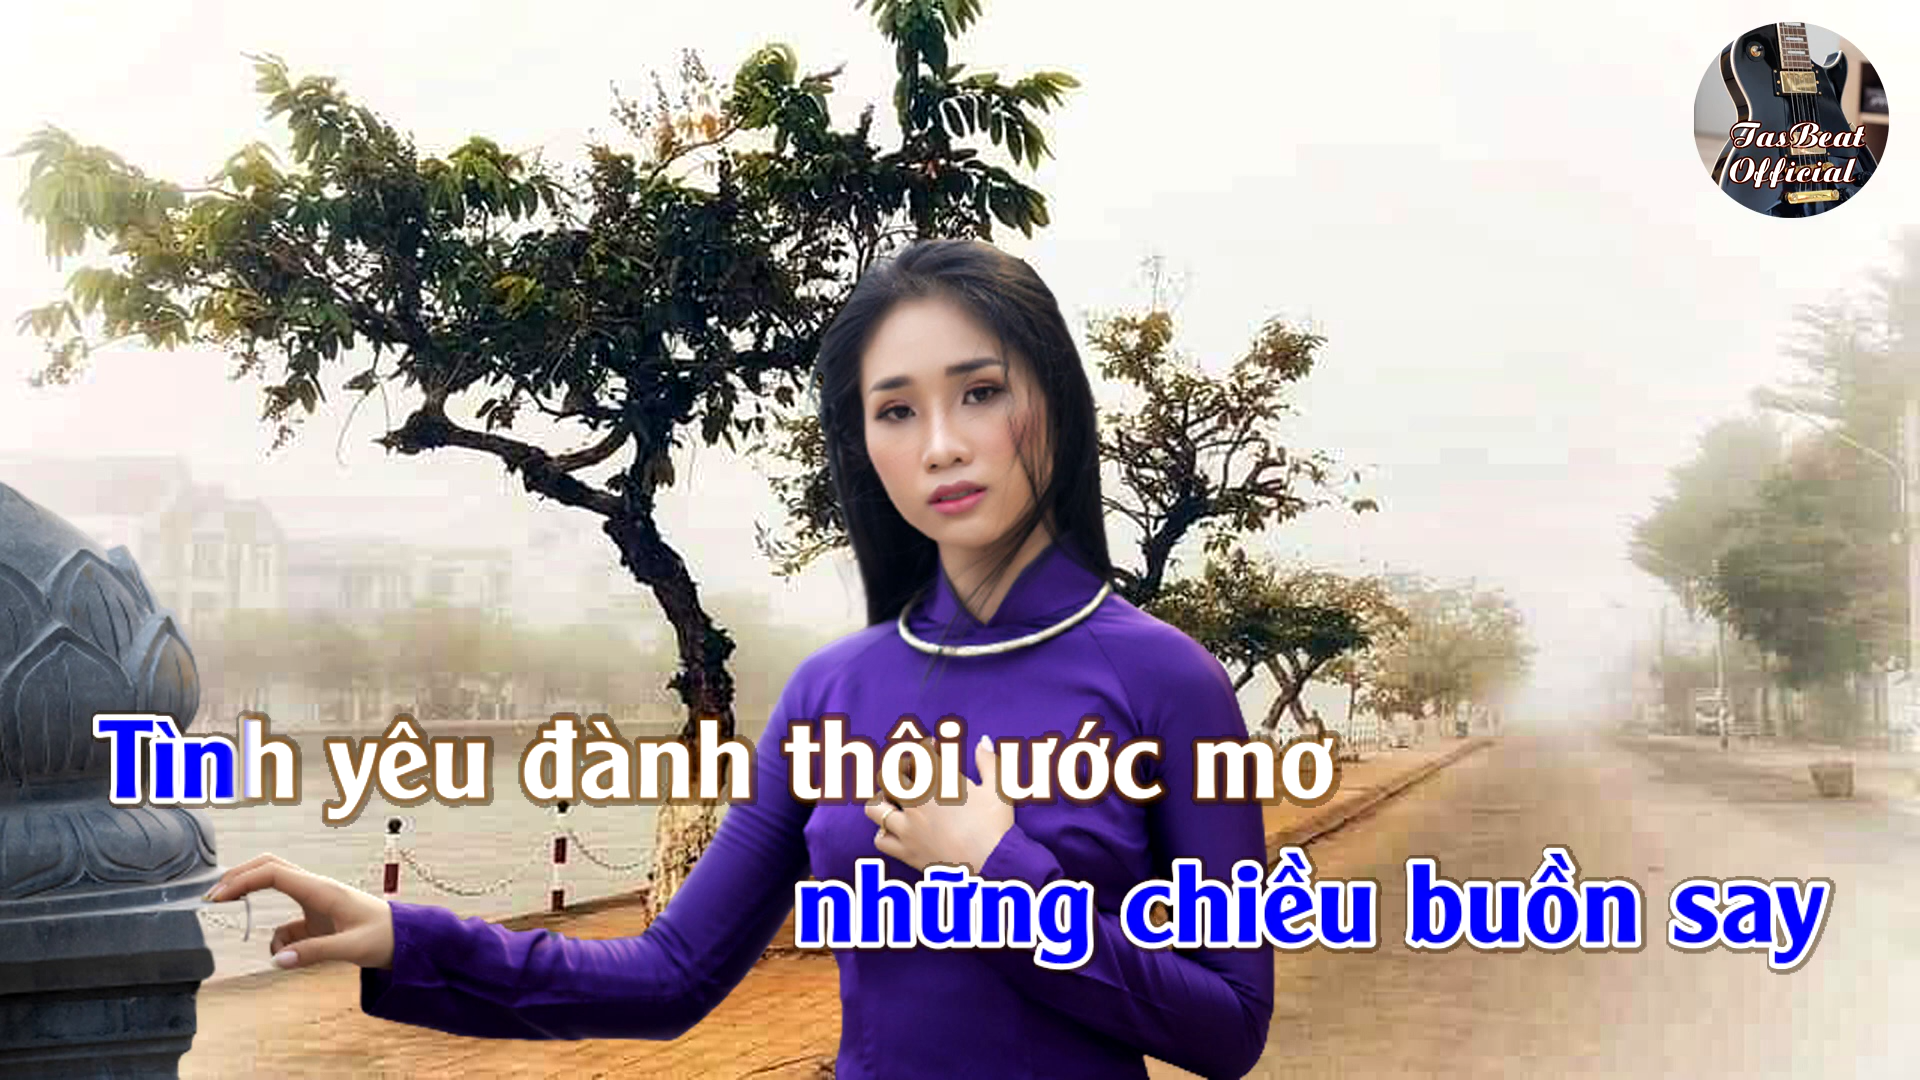 TasBeat
Official
Tình yêu đành thôi ước mơ
những chiều buồn say